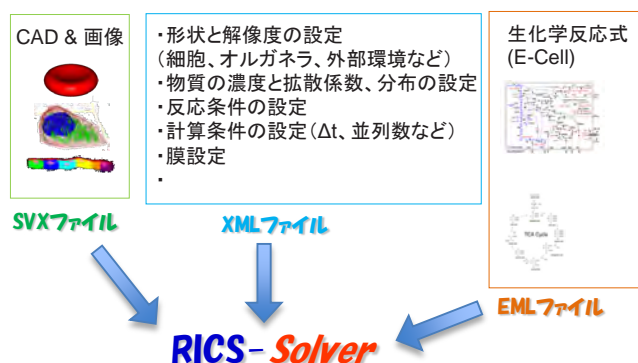 CAD & 画像
・形状と解像度の設定
(細胞、オルガネラ、外部環境など)
・物質の濃度と拡散係数、分布の設定
・反応条件の設定
・計算条件の設定(Δt、並列数など)
・膜設定
・
生化学反応式
(E-Cell)
TCA Cycle
SVXファイル
XMLファイル
EMLファイル
RICS-Solver